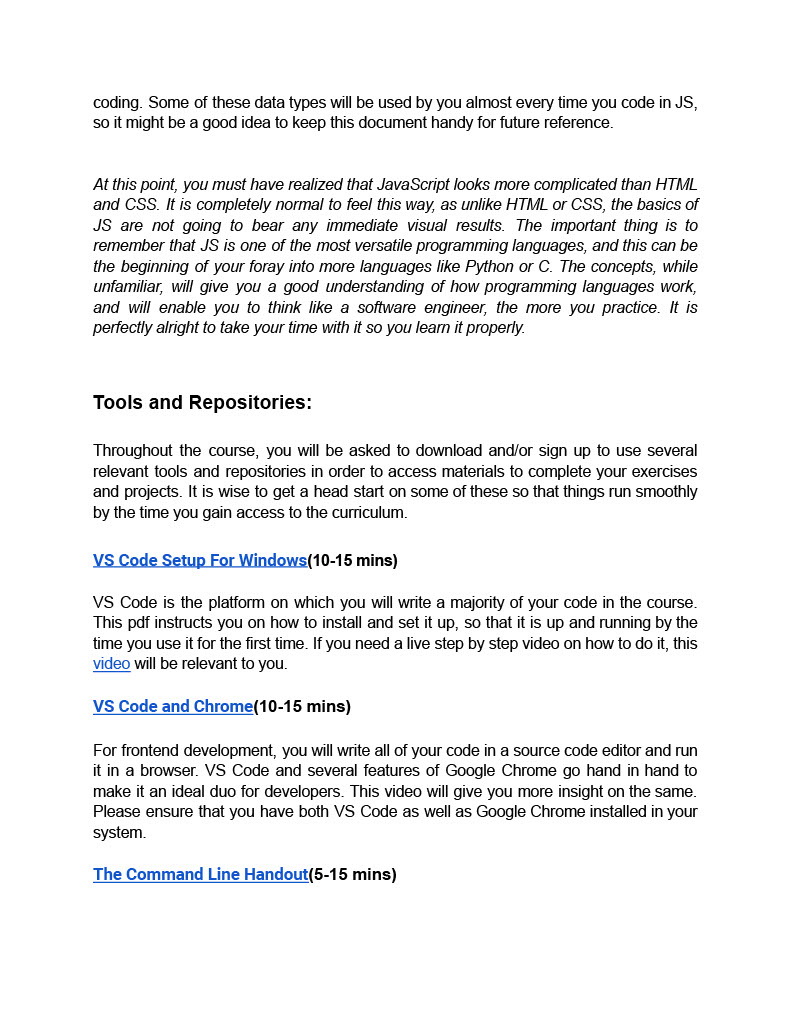 coding. Some of these data types will be used by you almost every time you code in JS,
so it might be a good idea to keep this document handy for future reference.
At this point, you must have realized that JavaScript looks more complicated than HTML
and CSS. It is completely normal to feel this way, as unlike HTML or CSS, the basics of
JS are not going to bear any immediate visual results. The important thing is to
remember that JS is one of the most versatile programming languages, and this can be
the beginning of your foray into more languages like Python or C. The concepts, while
unfamiliar, will give you a good understanding of how programming languages work,
and will enable you to think like a software engineer, the more you practice. It is
perfectly alright to take your time with it so you learn it properly.
Tools and Repositories:
Throughout the course, you will be asked to download and/or sign up to use several
relevant tools and repositories in order to access materials to complete your exercises
and projects. It is wise to get a head start on some of these so that things run smoothly
by the time you gain access to the curriculum.
VS Code Setup For Windows(10-15 mins)
VS Code is the platform on which you will write a majority of your code in the course.
This pdf instructs you on how to install and set it up, so that it is up and running by the
time you use it for the first time. If you need a live step by step video on how to do it, this
video will be relevant to you.
VS Code and Chrome(10-15 mins)
For frontend development, you will write all of your code in a source code editor and run
it in a browser. VS Code and several features of Google Chrome go hand in hand to
make it an ideal duo for developers. This video will give you more insight on the same.
Please ensure that you have both VS Code as well as Google Chrome installed in your
system.
The Command Line Handout(5-15 mins)